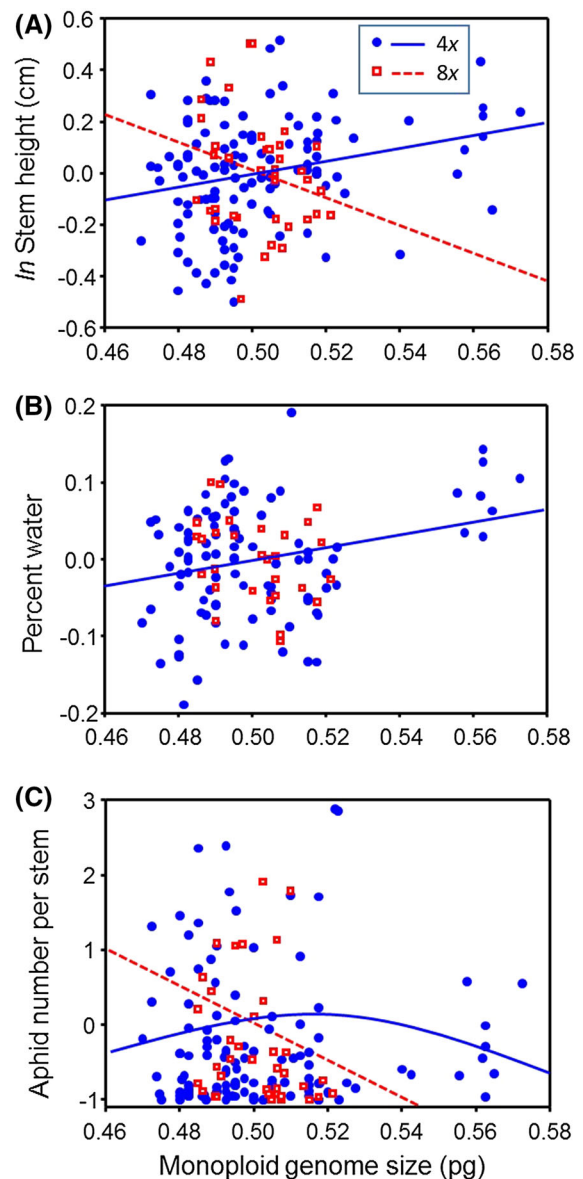 (A)
0.6
0.4
0.2
0.0
-0.2
-0.4
-0.6
ln Stem height (cm)
4x
8x
0.46 0.48 0.50 0.52 0.54 0.56 0.58
(B)
0.2
0.1
0.0
-0.1
-0.2
Percent water
0.46 0.48 0.50 0.52 0.54 0.56 0.58
(C)
3
2
1
0
-1
Aphid number per stem
0.46 0.48 0.50 0.52 0.54 0.56 0.58
Monoploid genome size (pg)